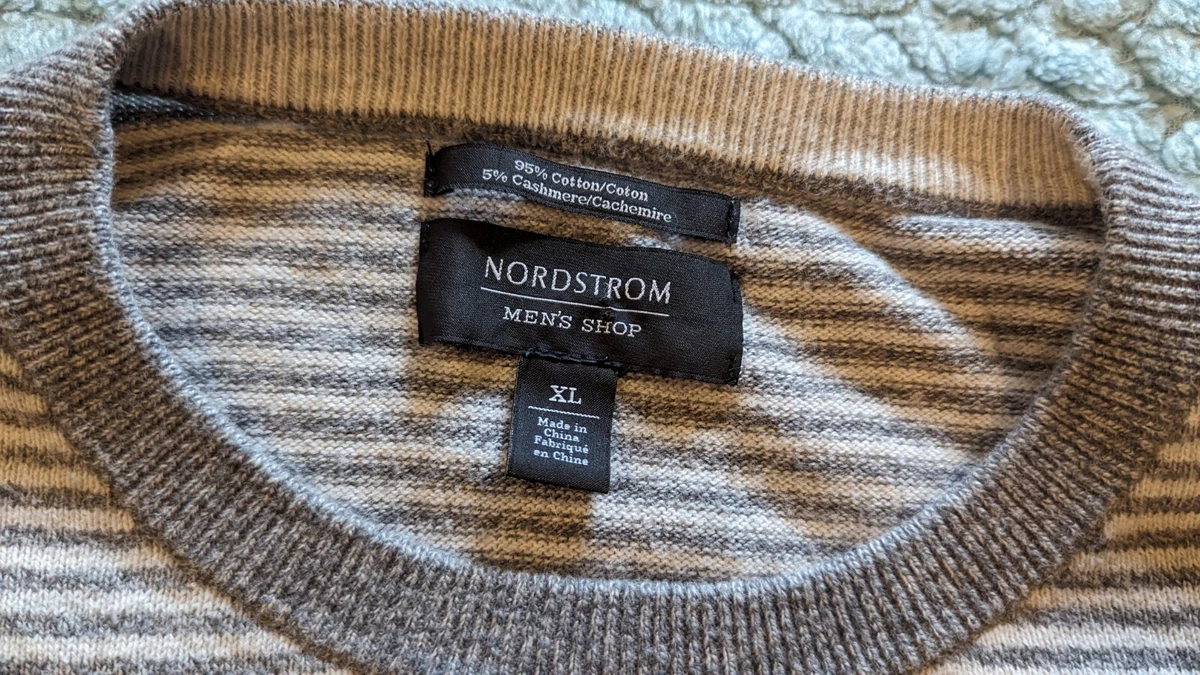 95% Cotton/Coton
5% Cashmere/Cachemire
NORDSTROM
MEN'S SHOP
XL
Made in
China
Fabriqué
en Chine